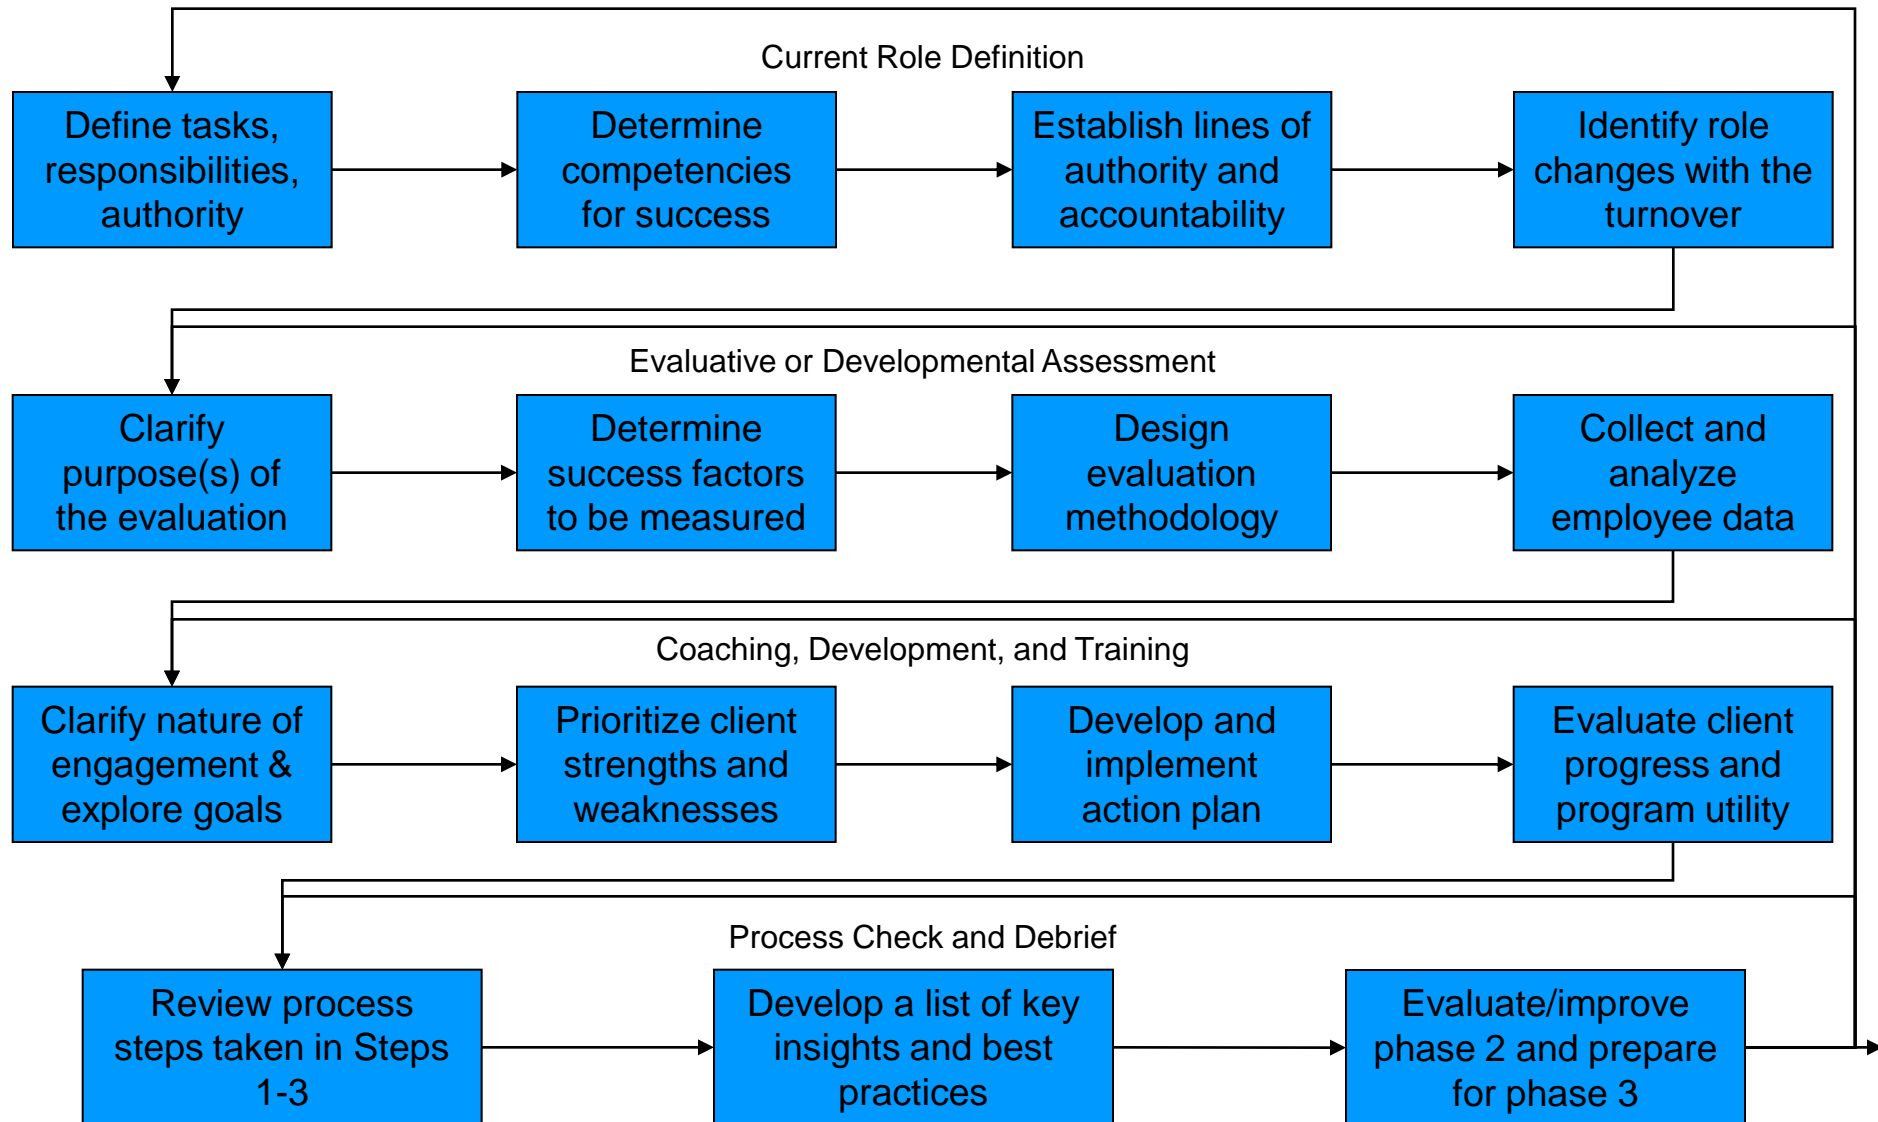 Current Role Definition
Define tasks,
responsibilities,
authority
Determine
competencies
for success
Establish lines of
authority and
accountability
Identify role
changes with the
turnover
Evaluative or Developmental Assessment
Clarify
purpose(s) of
the evaluation
Determine
success factors
to be measured
Design
evaluation
methodology
Collect and
analyze
employee data
Coaching, Development, and Training
Clarify nature of
engagement &
explore goals
Prioritize client
strengths and
weaknesses
Develop and
implement
action plan
Evaluate client
progress and
program utility
Process Check and Debrief
Review process
steps taken in Steps
1-3
Develop a list of key
insights and best
practices
Evaluate/improve
phase 2 and prepare
for phase 3